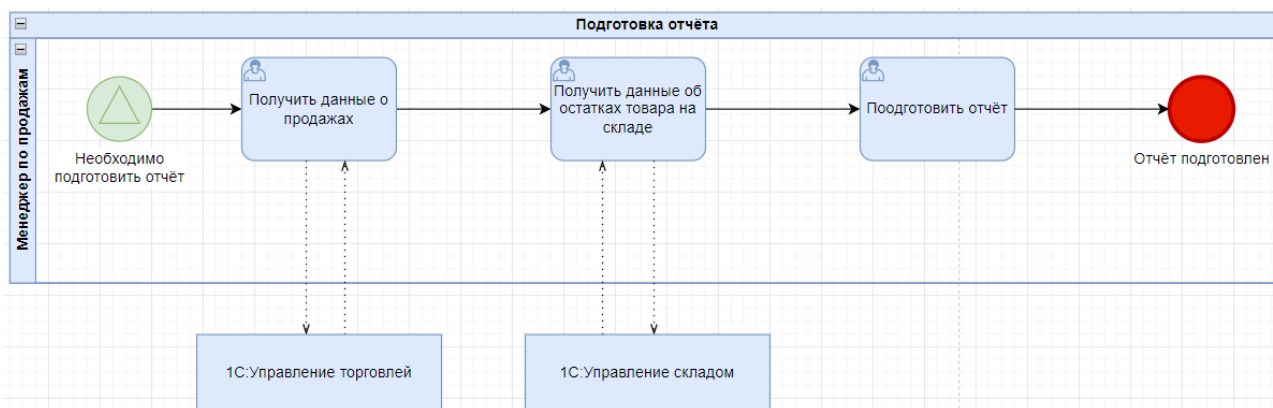 Подготовка отчёта
Менеджер по продажам
Необходимо
подготовить отчёт
Получить данные о
продажах
Получить данные об
остатках товара на
складе
Поодготовить отчёт
Отчёт подготовлен
1С:Управление торговлей
1С:Управление складом